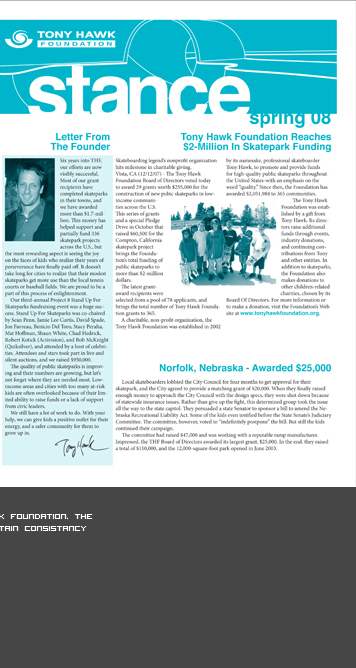 TONY HAWK
FOUNDATION
stance
spring 08
Letter From
The Founder
Six years into THF,
our efforts are now
visibly successful.
Most of our grant
recipients have
completed skateparks
in their towns, and
we have awarded
more than $1.7-mil-
lion. This money has
helped support and
partially fund 336
skatepark projects
across the U.S., but
the most rewarding aspect is seeing the joy
on the faces of kids who realize their years of
perseverance have finally paid off. It doesn't
take long for cities to realize that their modest
skateparks get more use than the local tennis
courts or baseball fields. We are proud to be a
part of this process of enlightenment.
Our third-annual Project 8 Stand Up For
Skateparks fundraising event was a huge suc-
cess. Stand Up For Skateparks was co-chaired
by Sean Penn, Jamie Lee Curtis, David Spade,
Jon Favreau, Benicio Del Toro, Stacy Peralta,
Mat Hoffman, Shaun White, Chad Hedrick,
Robert Kotick (Activision), and Bob McKnight
(Quiksilver), and attended by a host of celebri-
ties. Attendees and stars took part in live and
silent auctions, and we raised $950,000.
The quality of public skateparks is improv-
ing and their numbers are growing, but let's
not forget where they are needed most. Low-
income areas and cities with too many at-risk
kids are often overlooked because of their lim-
ited ability to raise funds or a lack of support
from civic leaders.
We still have a lot of work to do. With your
help, we can give kids a positive outlet for their
energy, and a safer community for them to
grow up in.
Tony Hawk
Tony Hawk Foundation Reaches
$2-Million In Skatepark Funding
Skateboarding legend's nonprofit organization
hits milestone in charitable giving.
Vista, CA (12/12/07) - The Tony Hawk
Foundation Board of Directors voted today
to award 29 grants worth $255,000 for the
construction of new public skateparks in low-
income communi-
ties across the U.S.
This series of grants
and a special Pledge
Drive in October that
raised $60,500 for the
Compton, California
skatepark project
brings the Founda-
tion's total funding of
public skateparks to
more than $2-million
dollars.
The latest grant-
award recipients were
selected from a pool of 78 applicants, and
brings the total number of Tony Hawk Founda-
tion grants to 365.
A charitable, non-profit organization, the
Tony Hawk Foundation was established in 2002
by its namesake, professional skateboarder
Tony Hawk, to promote and provide funds
for high-quality public skateparks throughout
the United States–with an emphasis on the
word "quality." Since then, the Foundation has
awarded $2,051,984 to 365 communities.
The Tony Hawk
Foundation was estab-
lished by a gift from
Tony Hawk. Its direc-
tors raise additional
funds through events,
industry donations,
and continuing con-
tributions from Tony
and other entities. In
addition to skateparks,
the Foundation also
makes donations to
other children-related
charities, chosen by its
Board Of Directors. For more information or
to make a donation, visit the Foundation's Web
site at www.tonyhawkfoundation.org.
Norfolk, Nebraska - Awarded $25,000
Local skateboarders lobbied the City Council for four months to get approval for their
skatepark, and the City agreed to provide a matching grant of $20,000. When they finally raised
enough money to approach the City Council with the design specs, they were shut down because
of statewide insurance issues. Rather than give up the fight, this determined group took the issue
all the way to the state capitol. They persuaded a state Senator to sponsor a bill to amend the Ne-
braska Recreational Liability Act. Some of the kids even testified before the State Senate's Judiciary
Committee. The committee, however, voted to "indefinitely postpone" the bill. But still the kids
continued their campaign.
The committee had raised $47,000 and was working with a reputable ramp manufacturer.
Impressed, the THF Board of Directors awarded its largest grant, $25,000. In the end, they raised
a total of $110,000, and the 12,000-square-foot park opened in June 2003.
K FOUNDATION. THE
TAIN CONSISTANCY